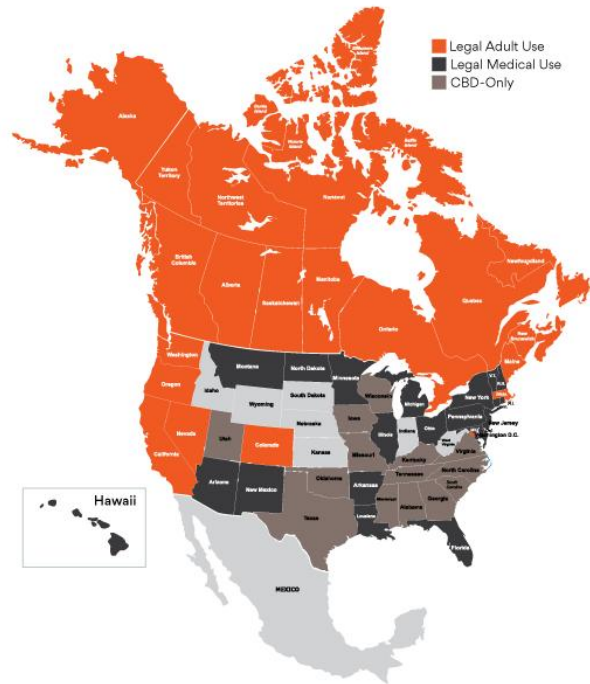 Legal Adult Use
Legal Medical Use
CBD-Only
Alaska
Yukon
Territory
Northwest
Territories
Nunavut
British
Columbia
Alberta
Saskatchewan
Manitoba
Ontario
Quebec
Newfoundland
New
Brunswick
Maine
Washington
Oregon
California
Nevada
Idaho
Montana
Wyoming
Utah
Colorado
Arizona
New Mexico
North Dakota
South Dakota
Nebraska
Kansas
Oklahoma
Texas
Minnesota
Iowa
Missouri
Arkansas
Louisiana
Wisconsin
Illinois
Michigan
Indiana
Ohio
Kentucky
Tennessee
Mississippi
Alabama
Georgia
Florida
South
Carolina
North Carolina
Virginia
West
Virginia
Pennsylvania
New York
V.T.
Mass.
R.I.
New Jersey
Washington D.C.
Hawaii
MEXICO